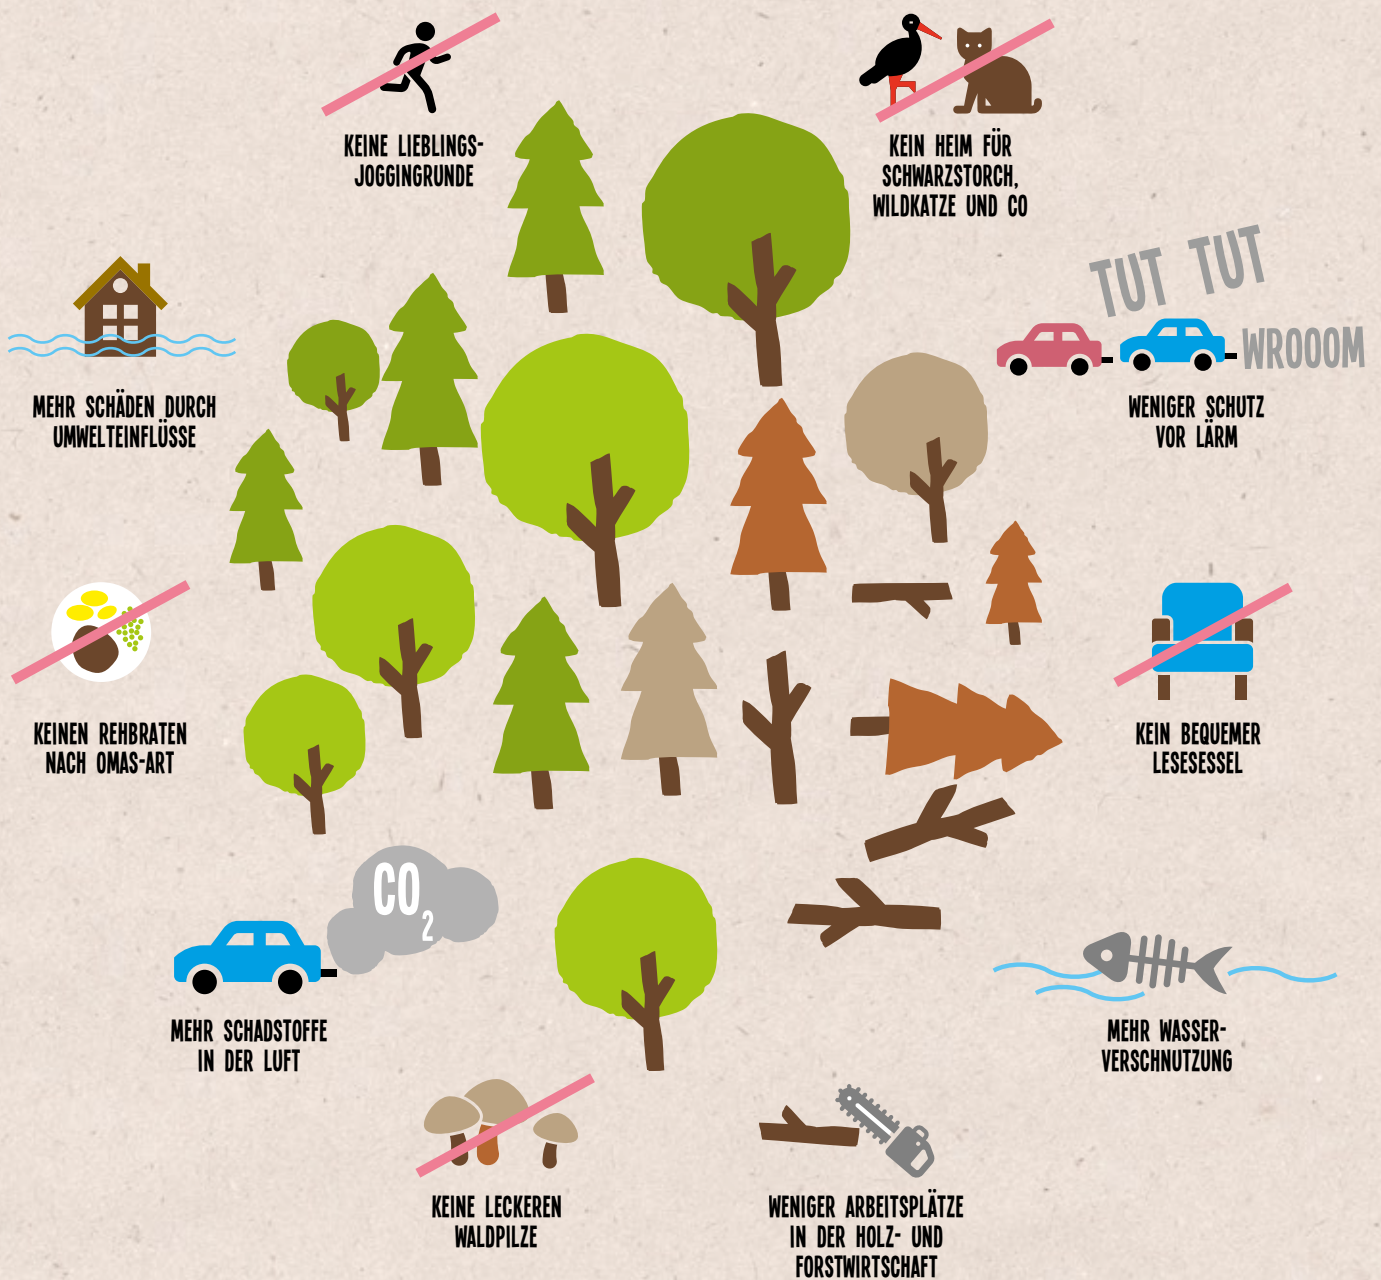 KEINE LIEBLINGS-
JOGGINGRUNDE
KEIN HEIM FÜR
SCHWARZSTORCH,
WILDKATZE UND CO
TUT TUT
WROOOM
WENIGER SCHUTZ
VOR LÄRM
MEHR SCHÄDEN DURCH
UMWELTEINFLÜSSE
KEINEN REHBRATEN
NACH OMAS-ART
KEIN BEQUEMER
LESESESSEL
CO2
MEHR SCHADSTOFFE
IN DER LUFT
MEHR WASSER-
VERSCHNUTZUNG
KEINE LECKEREN
WALDPILZE
WENIGER ARBEITSPLÄTZE
IN DER HOLZ- UND
FORSTWIRTSCHAFT